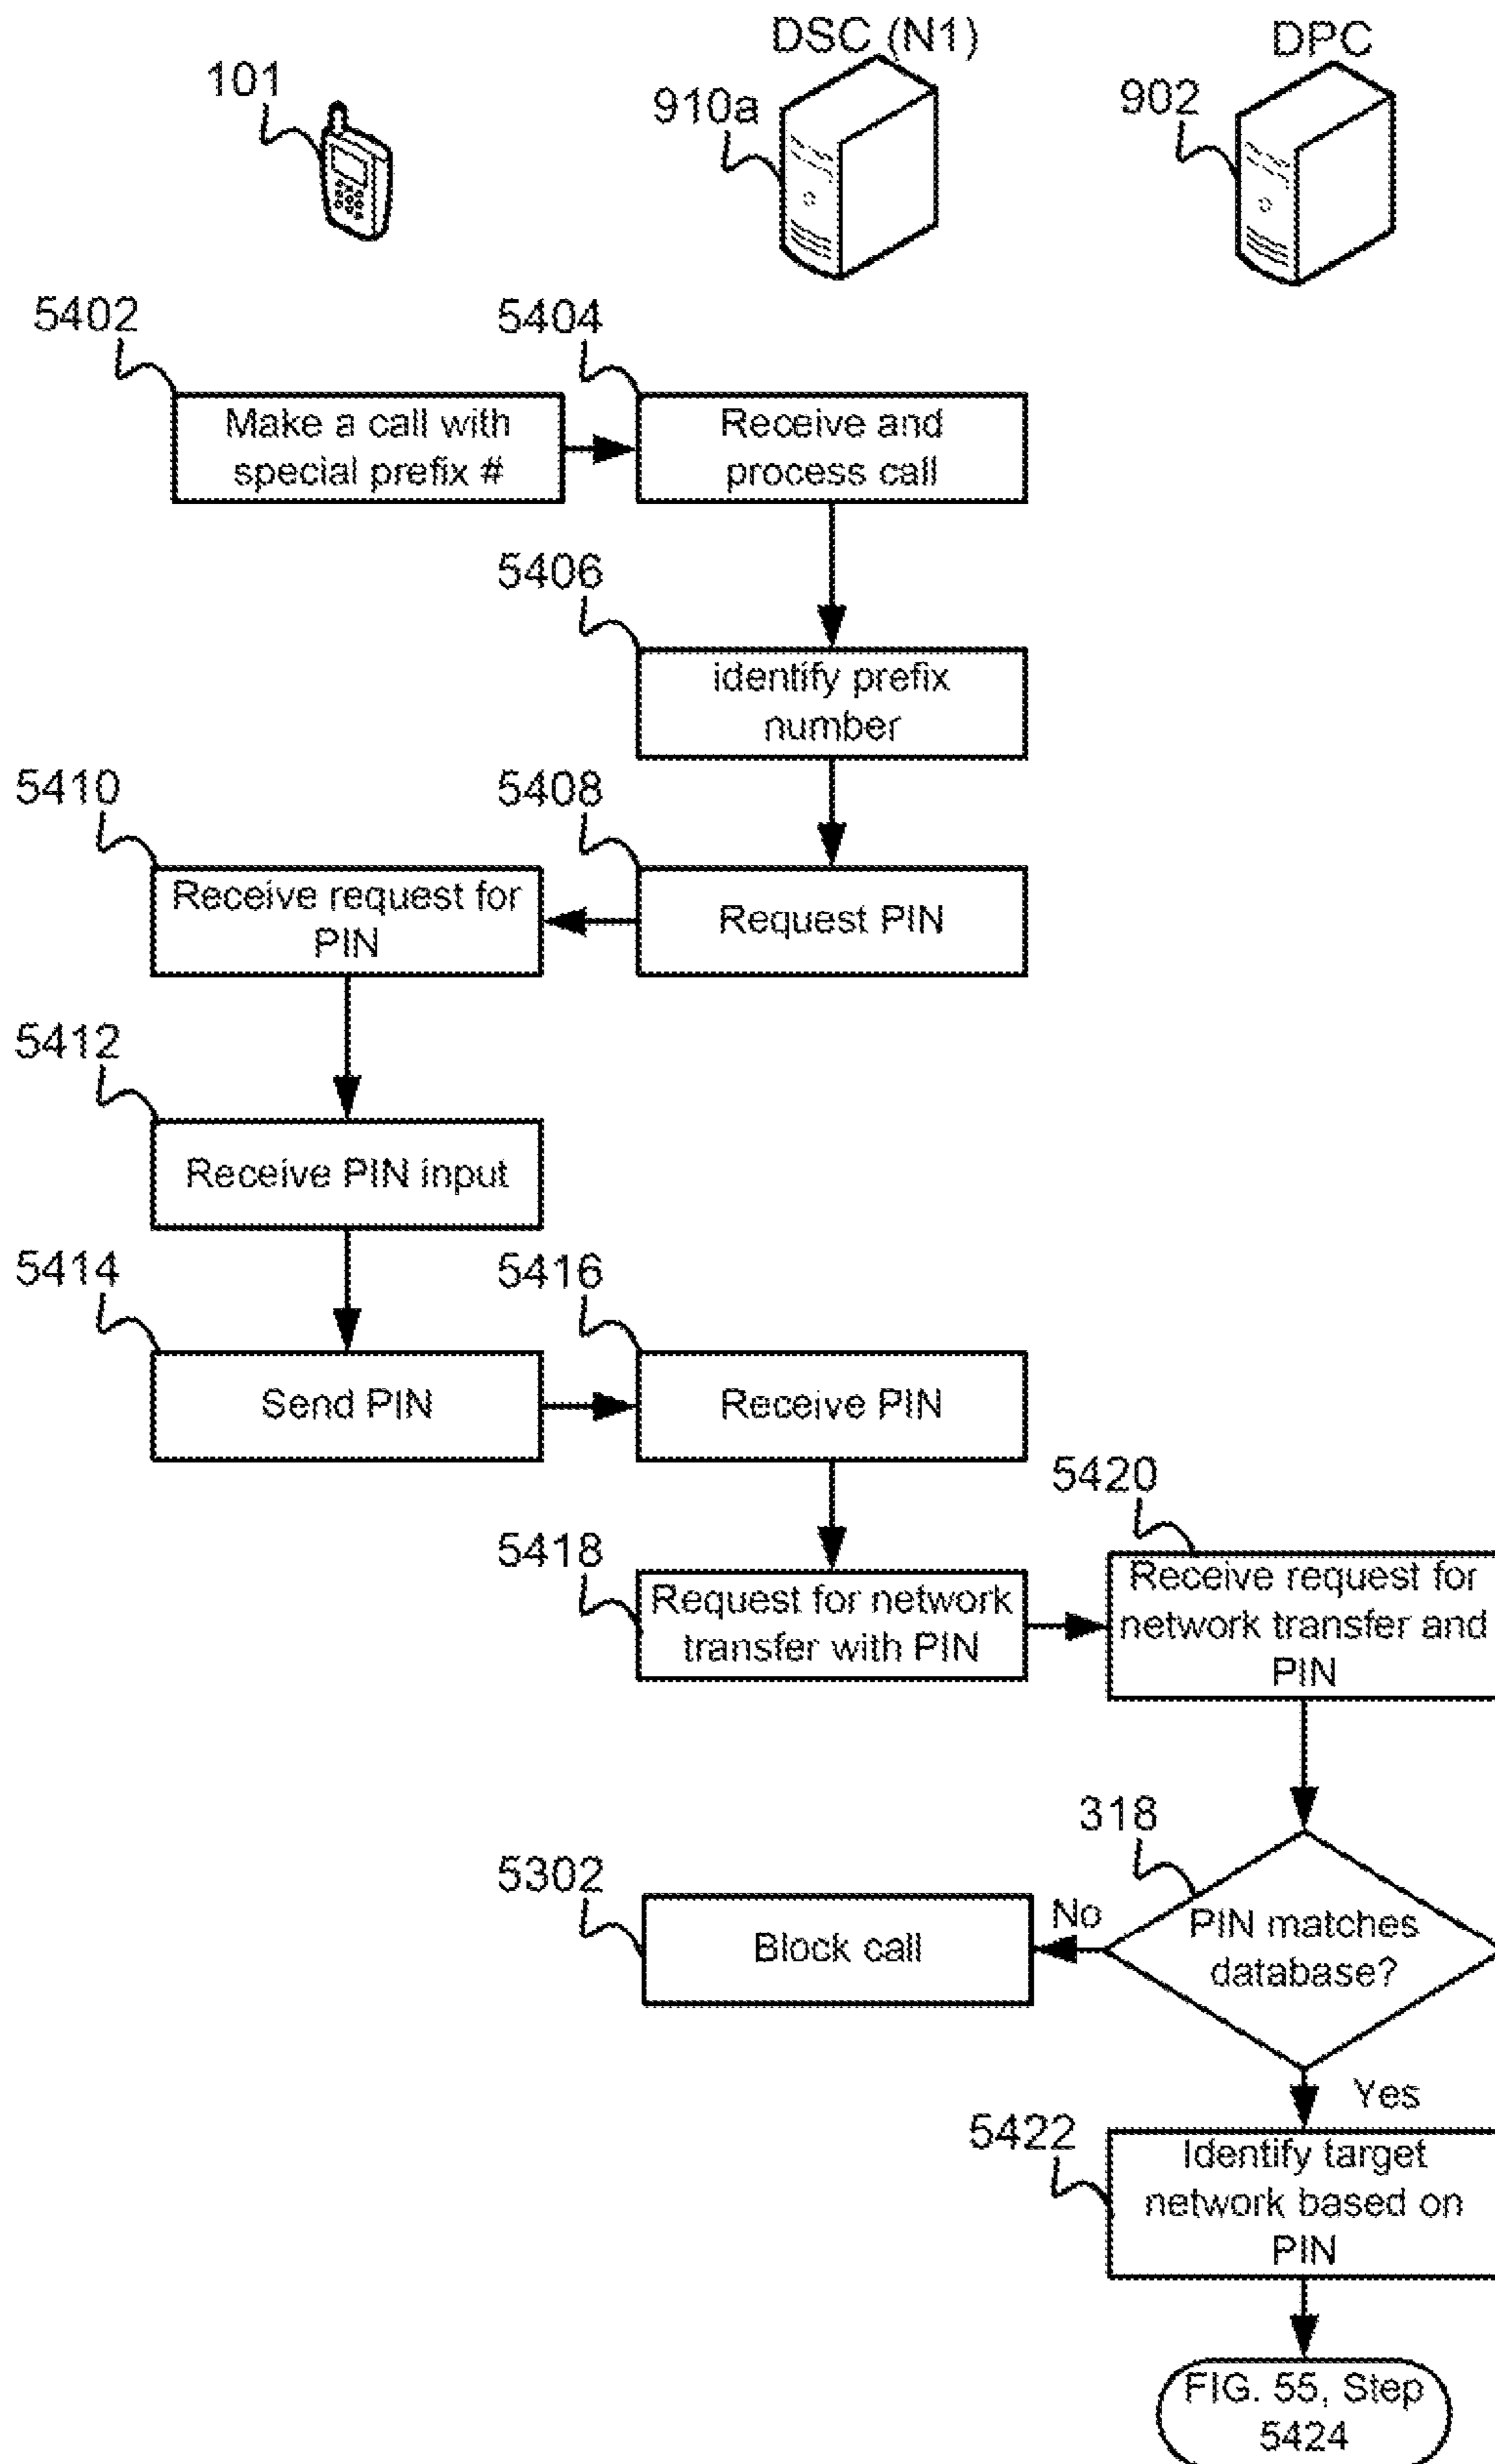 DSC (N1)
DPC
101
910a
902
5402
5404
Make a call with
special prefix #
Receive and
process call
5406
identify prefix
number
5410
5408
Receive request for
PIN
Request PIN
5412
Receive PIN input
5414
5416
Send PIN
Receive PIN
5420
5418
Request for network
transfer with PIN
Receive request for
network transfer and
PIN
318
5302
Block call
No
PIN matches
database?
Yes
5422
Identify target
network based on
PIN
FIG. 55, Step
5424